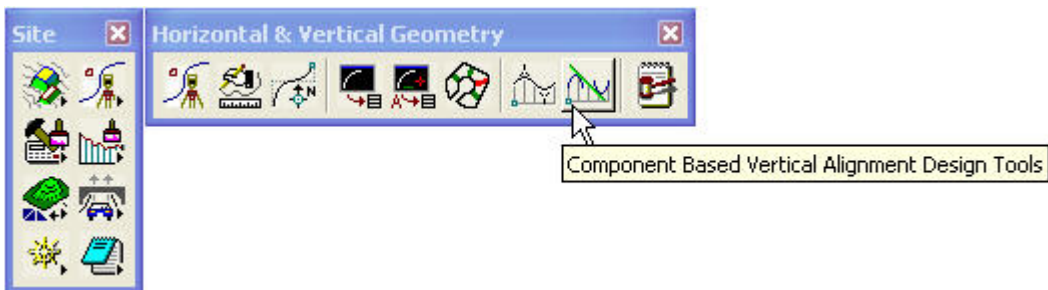 Site
Horizontal & Vertical Geometry
Component Based Vertical Alignment Design Tools